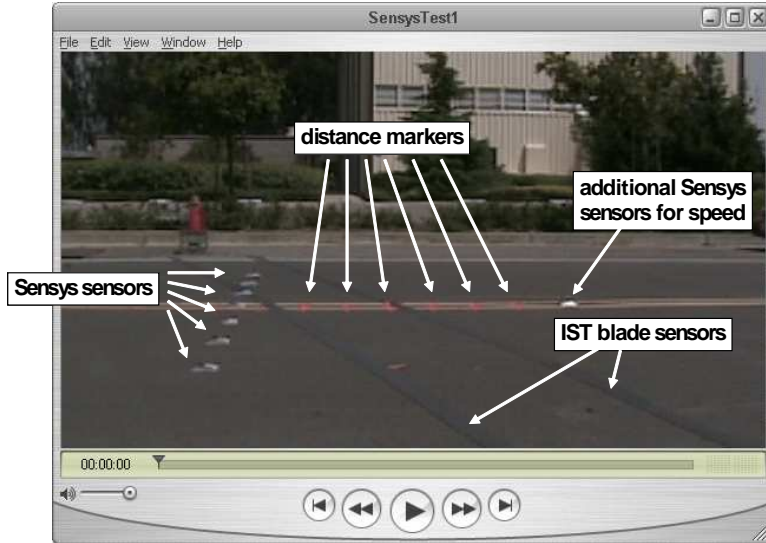 SensysTest1
File Edit View Window Help
distance markers
additional Sensys
sensors for speed
Sensys sensors
IST blade sensors
00:00:00